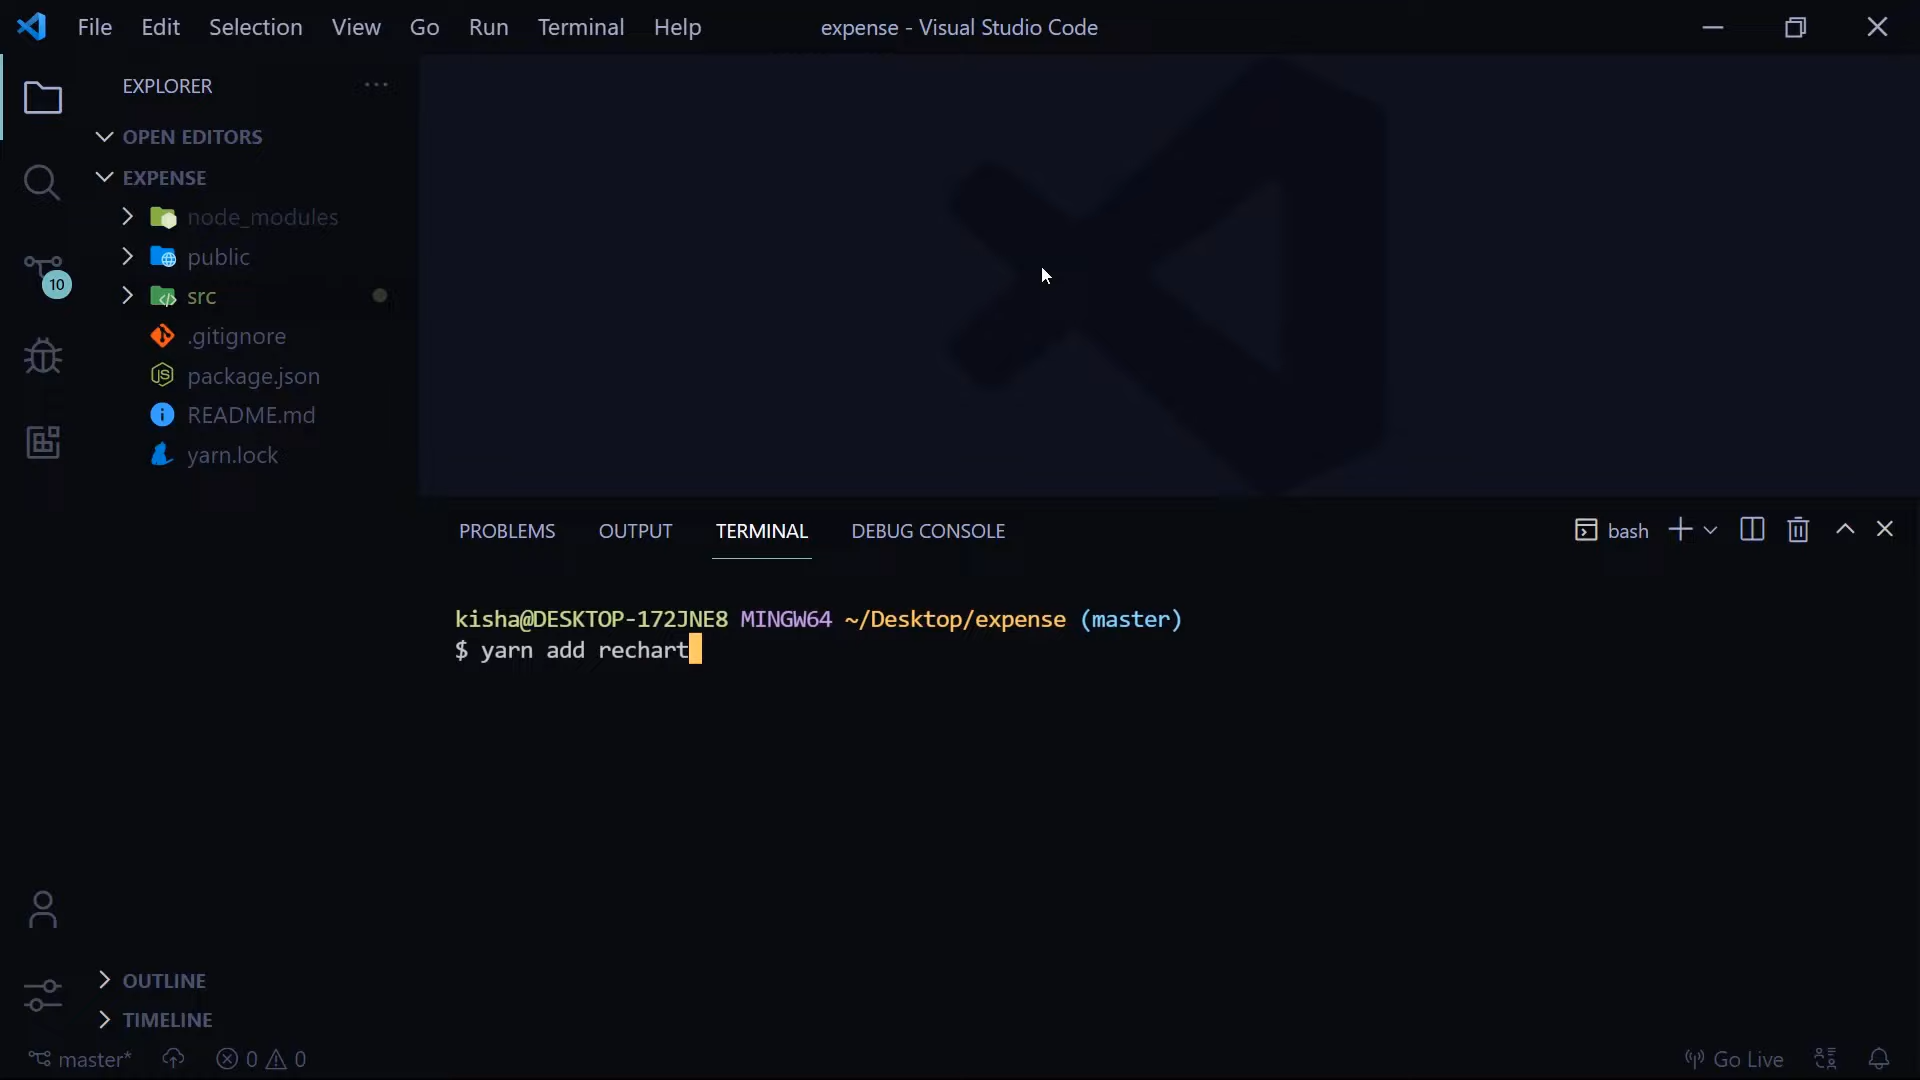 File Edit Selection View Go Run Terminal Help expense - Visual Studio Code
EXPLORER
OPEN EDITORS
EXPENSE
node_modules
public
src
.gitignore
package.json
README.md
yarn.lock
10
PROBLEMS OUTPUT TERMINAL DEBUG CONSOLE bash
kisha@DESKTOP-172JNE8 MINGW64 ~/Desktop/expense (master)
$ yarn add rechart
OUTLINE
TIMELINE
master* 0 0 Go Live